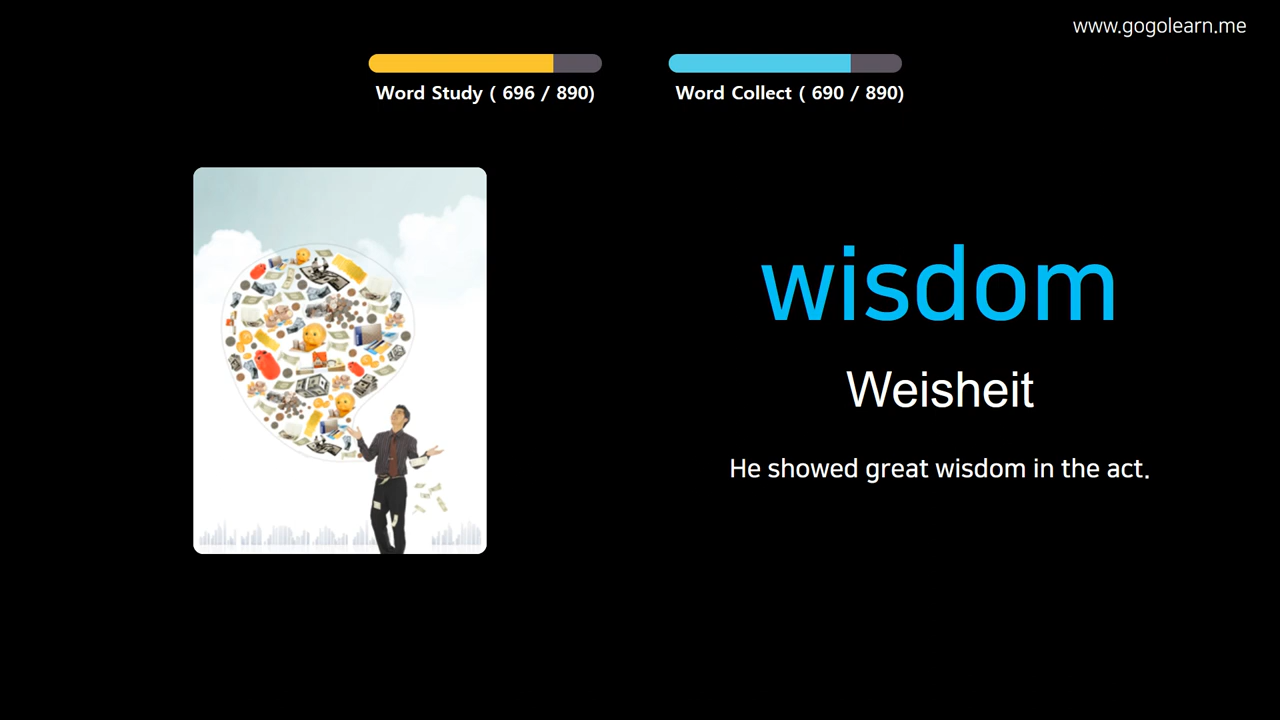 www.gogolearn.me
Word Study ( 696 / 890)
Word Collect ( 690 / 890)
wisdom
Weisheit
He showed great wisdom in the act.